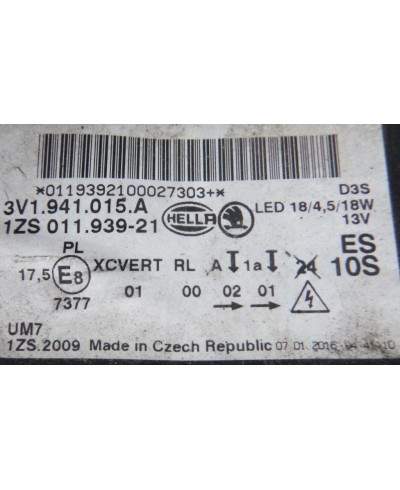 *0119392100027303+*
D3S
3V1.941.015.A HELLA LED 18/4,5/18W
1ZS 011.939-21 13V
PL ES
17,5 E8 XCVERT RL A 1a 24 10S
7377 01 00 02 01
UM7
1ZS.2009 Made in Czech Republic 07.01.2016